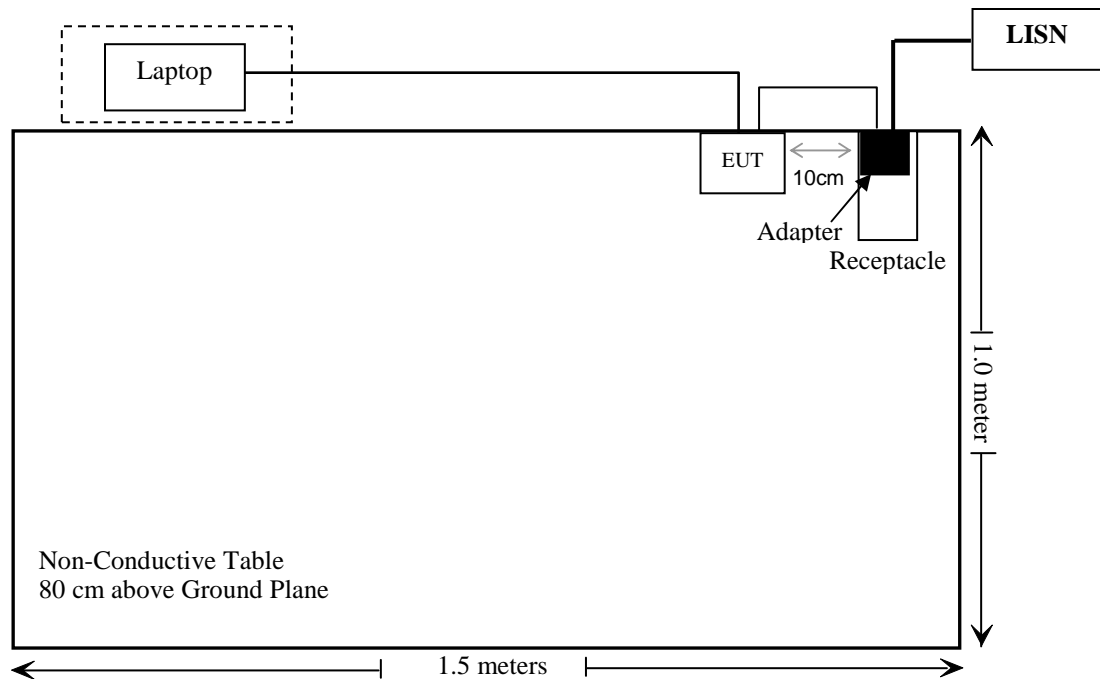 LISN
Laptop
EUT
10cm
Adapter
Receptacle
1.0 meter
Non-Conductive Table
80 cm above Ground Plane
1.5 meters